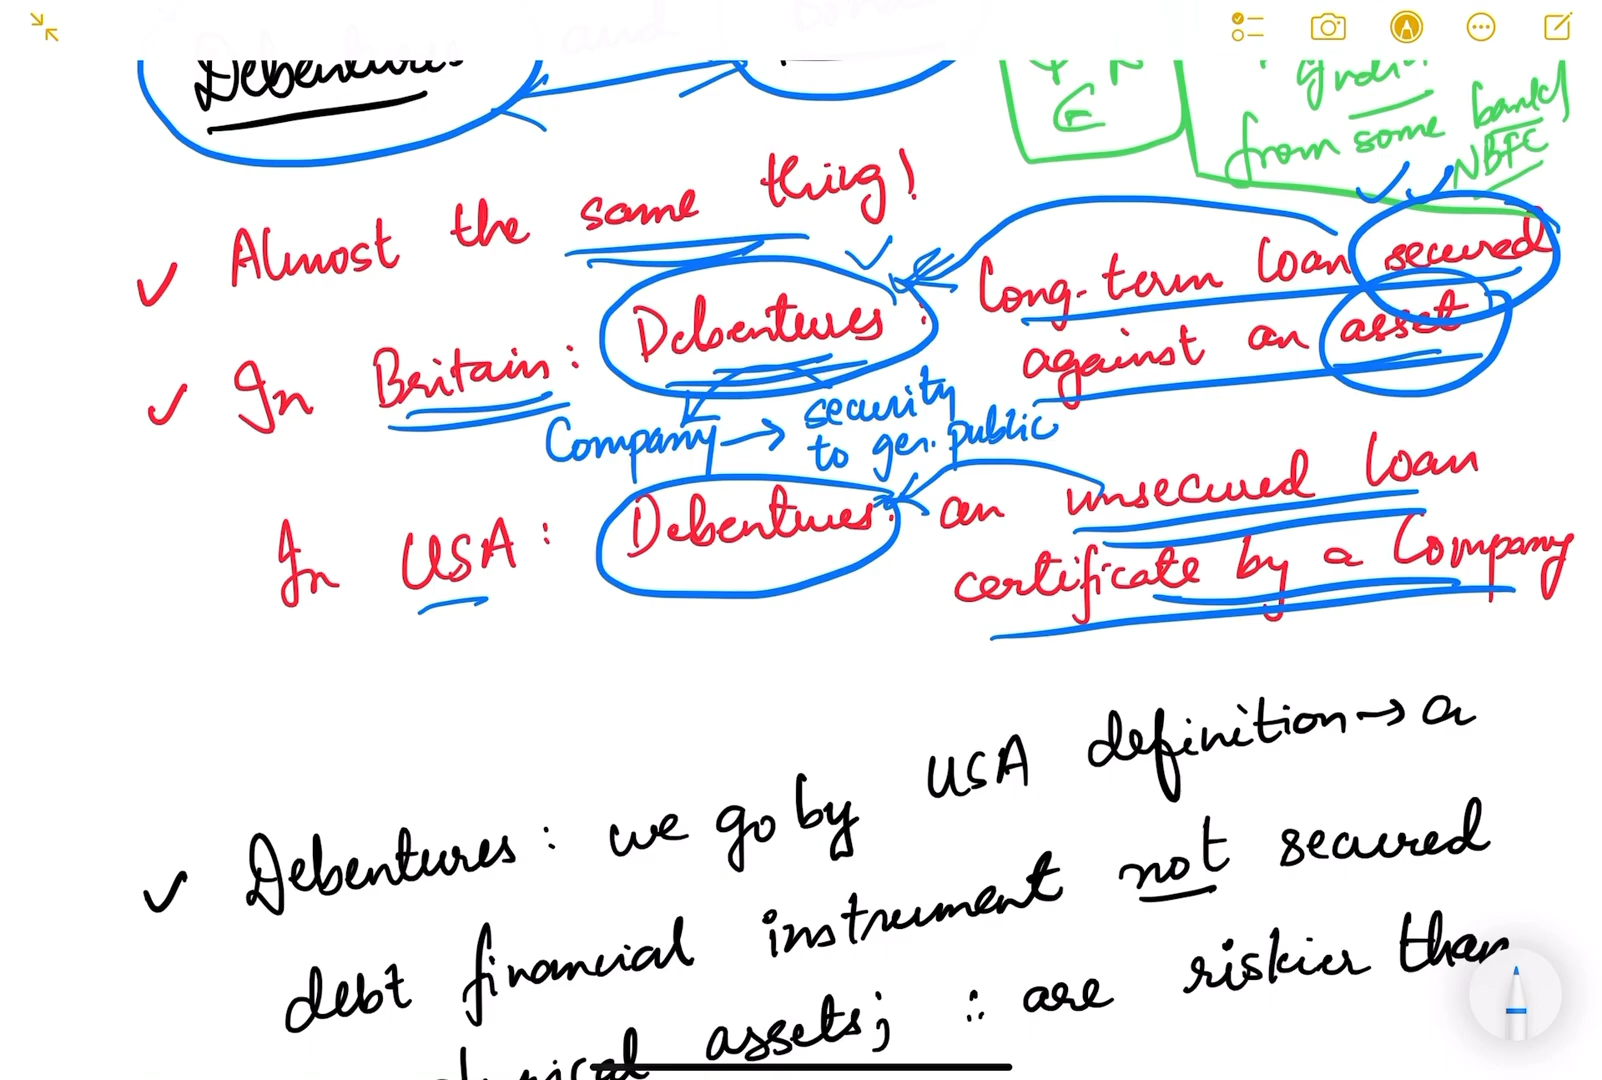 Debentures
from some bank/
NBFC
Almost the same thing!
In Britain: Debentures: Long-term loan secured
against an asset
Company → security
to gen. public
In USA: Debentures: an unsecured loan
certificate by a Company
Debentures: we go by USA definition → a
debt financial instrument not secured
assets; ∴ are riskier than